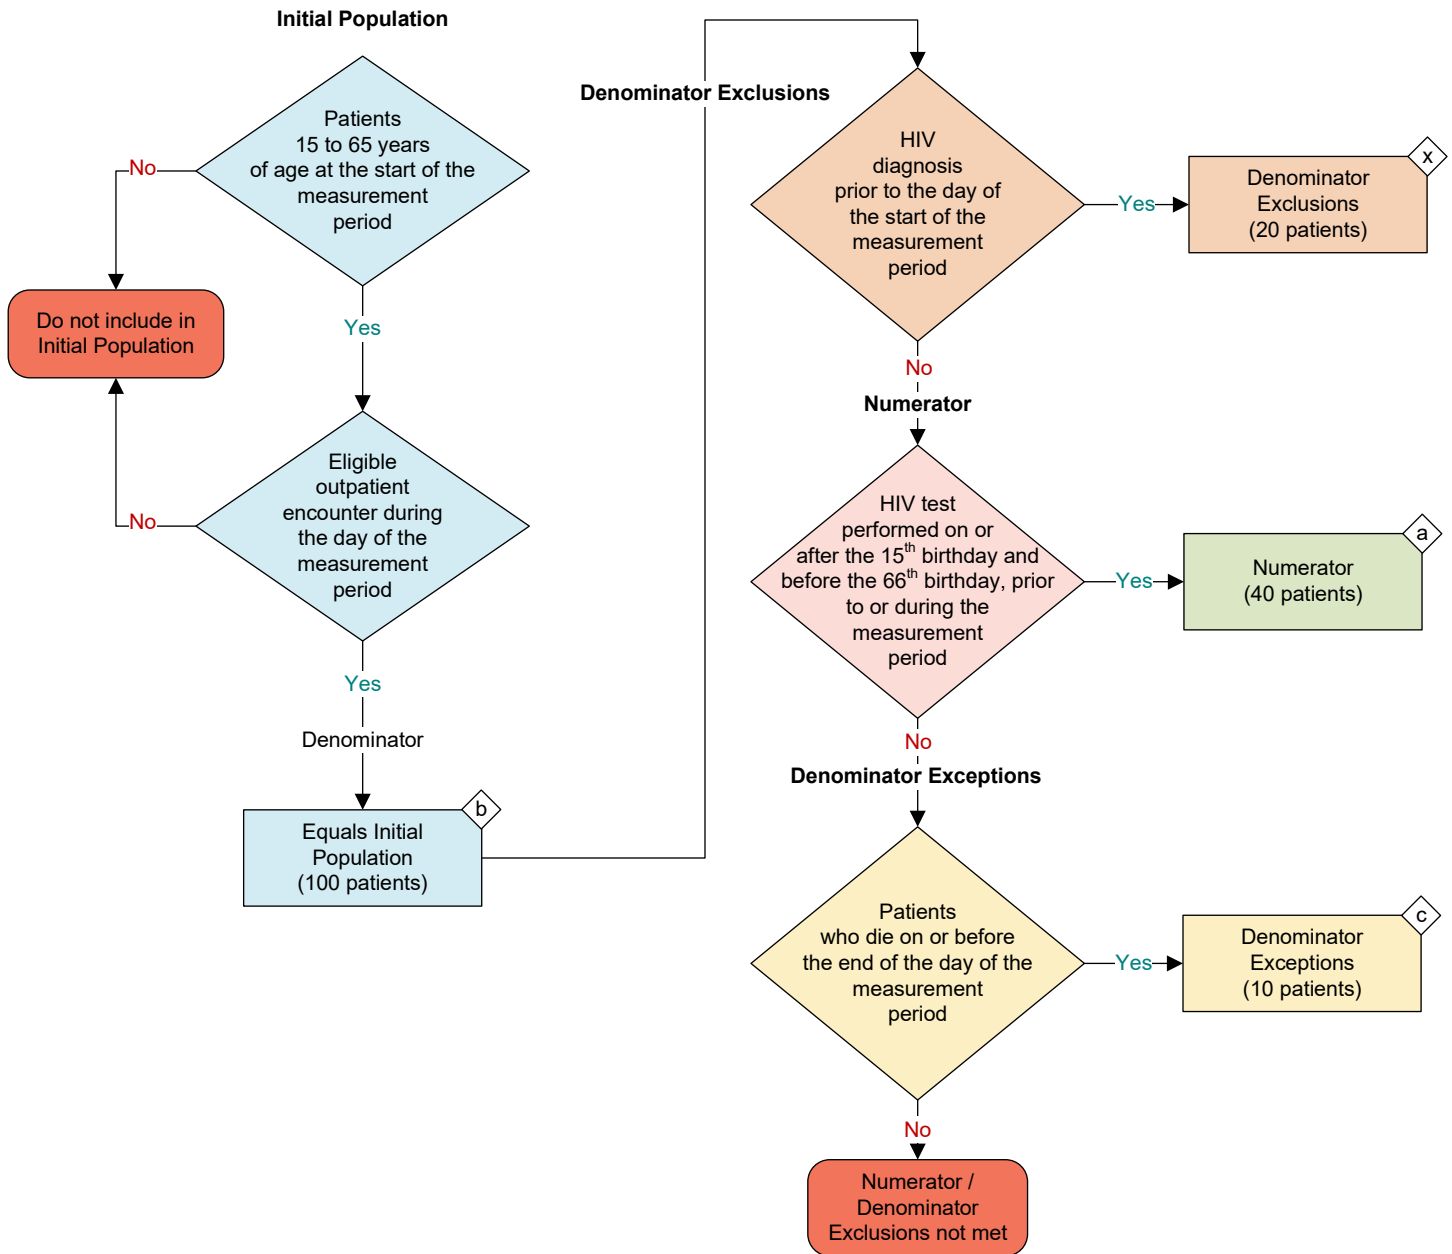 Initial Population
Patients
15 to 65 years
of age at the start of the
measurement
period
No
Yes
Do not include in
Initial Population
Eligible
outpatient
encounter during
the day of the
measurement
period
No
Yes
Denominator
b
Equals Initial
Population
(100 patients)
Denominator Exclusions
HIV
diagnosis
prior to the day of
the start of the
measurement
period
Yes
x
Denominator
Exclusions
(20 patients)
No
Numerator
HIV test
performed on or
after the 15th birthday and
before the 66th birthday, prior
to or during the
measurement
period
Yes
a
Numerator
(40 patients)
No
Denominator Exceptions
Patients
who die on or before
the end of the day of the
measurement
period
Yes
c
Denominator
Exceptions
(10 patients)
No
Numerator /
Denominator
Exclusions not met